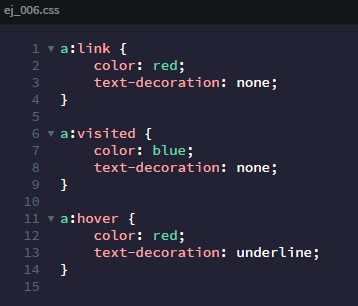 ej_006.css
1 ▼ a:link {
2     color: red;
3     text-decoration: none;
4 }
5
6 ▼ a:visited {
7     color: blue;
8     text-decoration: none;
9 }
10
11 ▼ a:hover {
12     color: red;
13     text-decoration: underline;
14 }
15